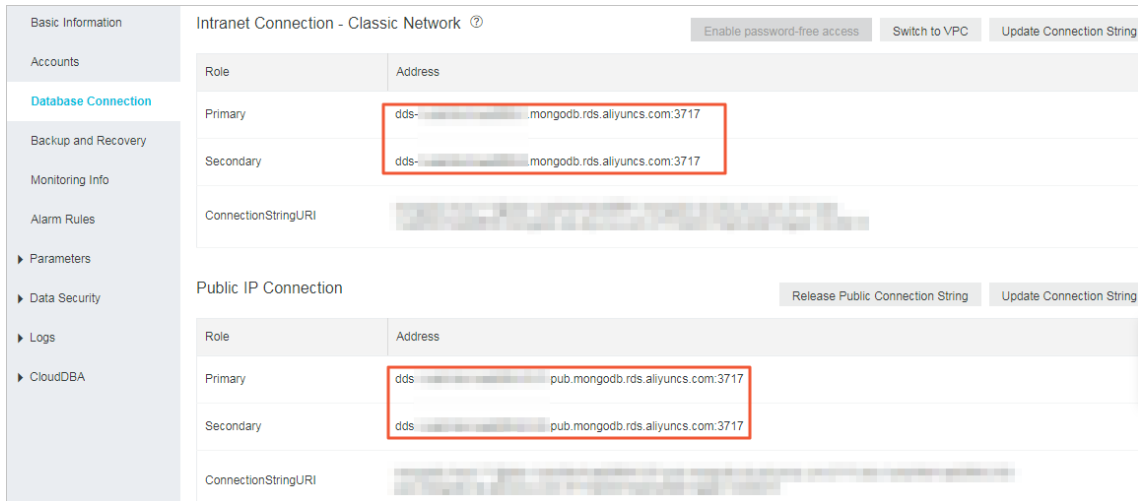 Basic Information
Accounts
Database Connection
Backup and Recovery
Monitoring Info
Alarm Rules
Parameters
Data Security
Logs
CloudDBA
Intranet Connection - Classic Network
Enable password-free access Switch to VPC Update Connection String
Role Address
Primary dds- .mongodb.rds.aliyuncs.com:3717
Secondary dds- .mongodb.rds.aliyuncs.com:3717
ConnectionStringURI
Public IP Connection
Release Public Connection String Update Connection String
Role Address
Primary dds pub.mongodb.rds.aliyuncs.com:3717
Secondary dds pub.mongodb.rds.aliyuncs.com:3717
ConnectionStringURI